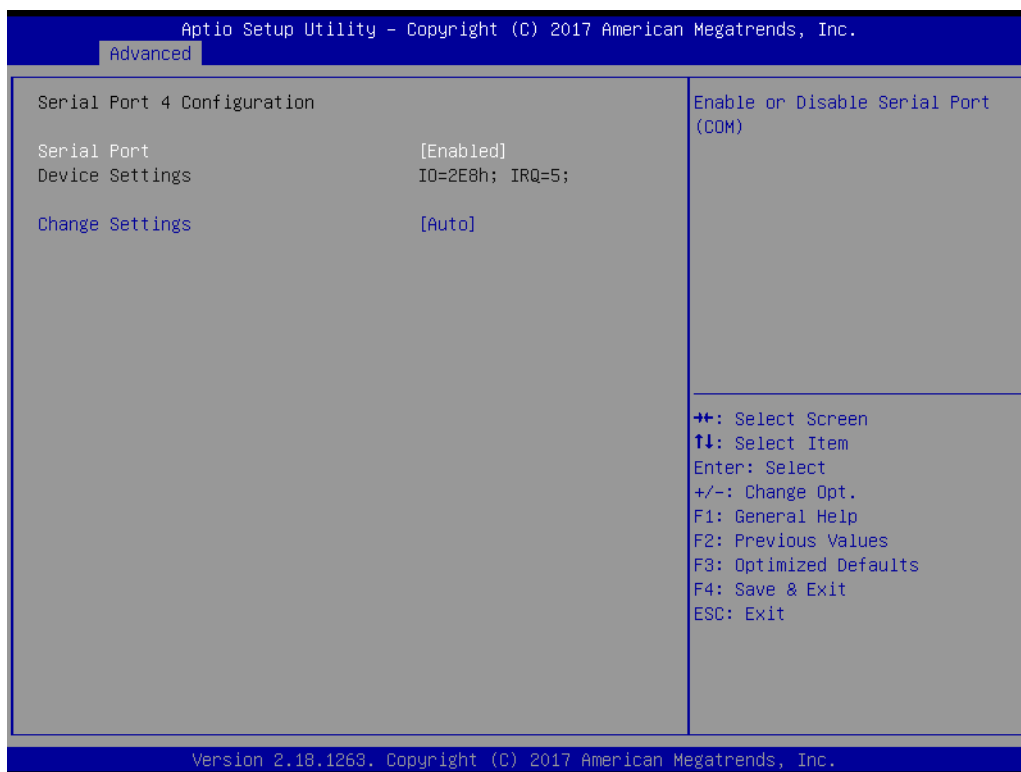 Aptio Setup Utility – Copyright (C) 2017 American Megatrends, Inc.
Advanced
Serial Port 4 Configuration
Serial Port [Enabled]
Device Settings IO=2E8h; IRQ=5;
Change Settings [Auto]
Enable or Disable Serial Port
(COM)
→←: Select Screen
↑↓: Select Item
Enter: Select
+/-: Change Opt.
F1: General Help
F2: Previous Values
F3: Optimized Defaults
F4: Save & Exit
ESC: Exit
Version 2.18.1263. Copyright (C) 2017 American Megatrends, Inc.